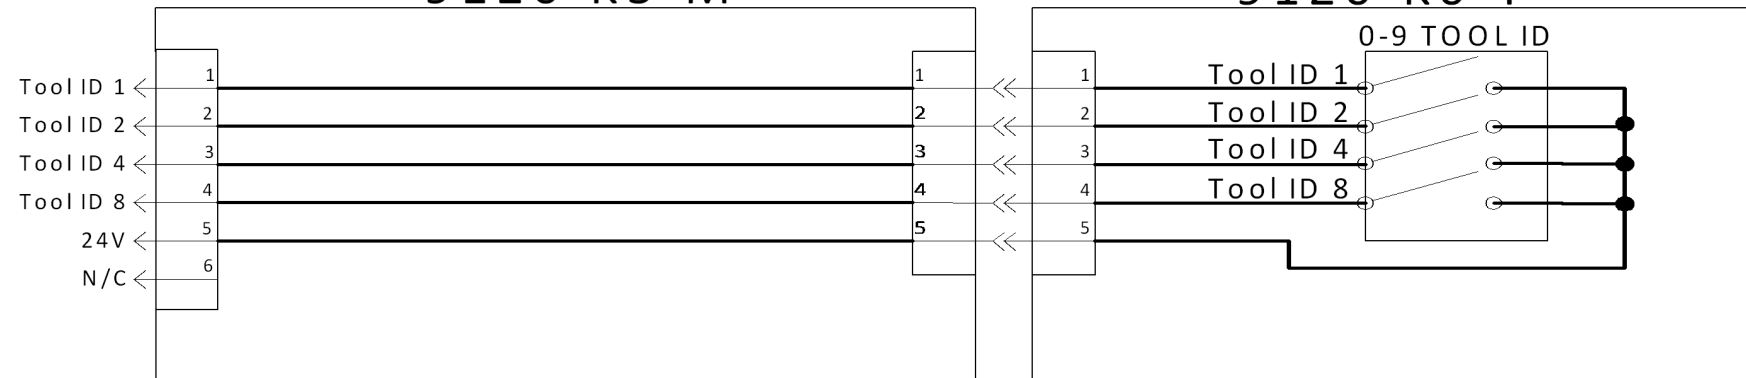 0-9 TOOL ID
Tool ID 1 1 1 1 Tool ID 1
Tool ID 2 2 2 2 Tool ID 2
Tool ID 4 3 3 3 Tool ID 4
Tool ID 8 4 4 4 Tool ID 8
24V 5 5 5
N/C 6